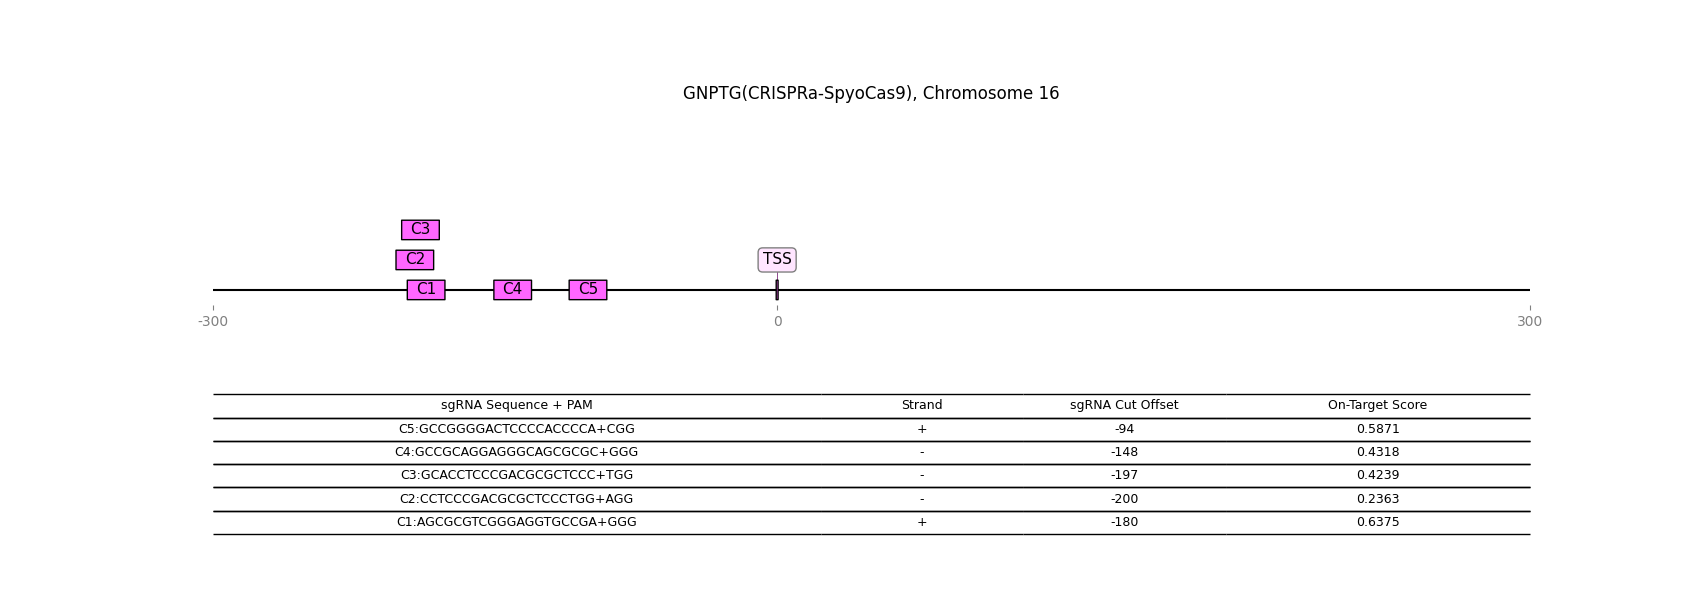 GNPTG(CRISPRa-SpyoCas9), Chromosome 16
C3
C2
TSS
C1 C4 C5
-300 0 300
sgRNA Sequence + PAM Strand sgRNA Cut Offset On-Target Score
C5:GCCGGGGACTCCCCACCCCA+CGG + -94 0.5871
C4:GCCGCAGGAGGGCAGCGCGC+GGG - -148 0.4318
C3:GCACCTCCCGACGCGCTCCC+TGG - -197 0.4239
C2:CCTCCCGACGCGCTCCCTGG+AGG - -200 0.2363
C1:AGCGCGTCGGGAGGTGCCGA+GGG + -180 0.6375